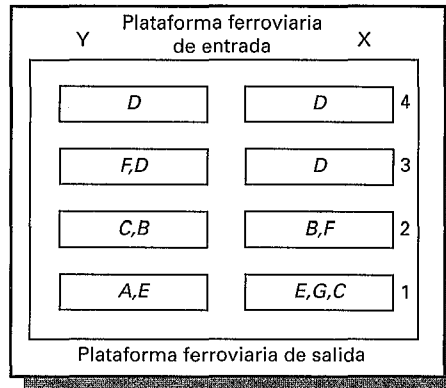 Plataforma ferroviaria
de entrada
Y X
D D 4
F,D D 3
C,B B,F 2
A,E E,G,C 1
Plataforma ferroviaria de salida